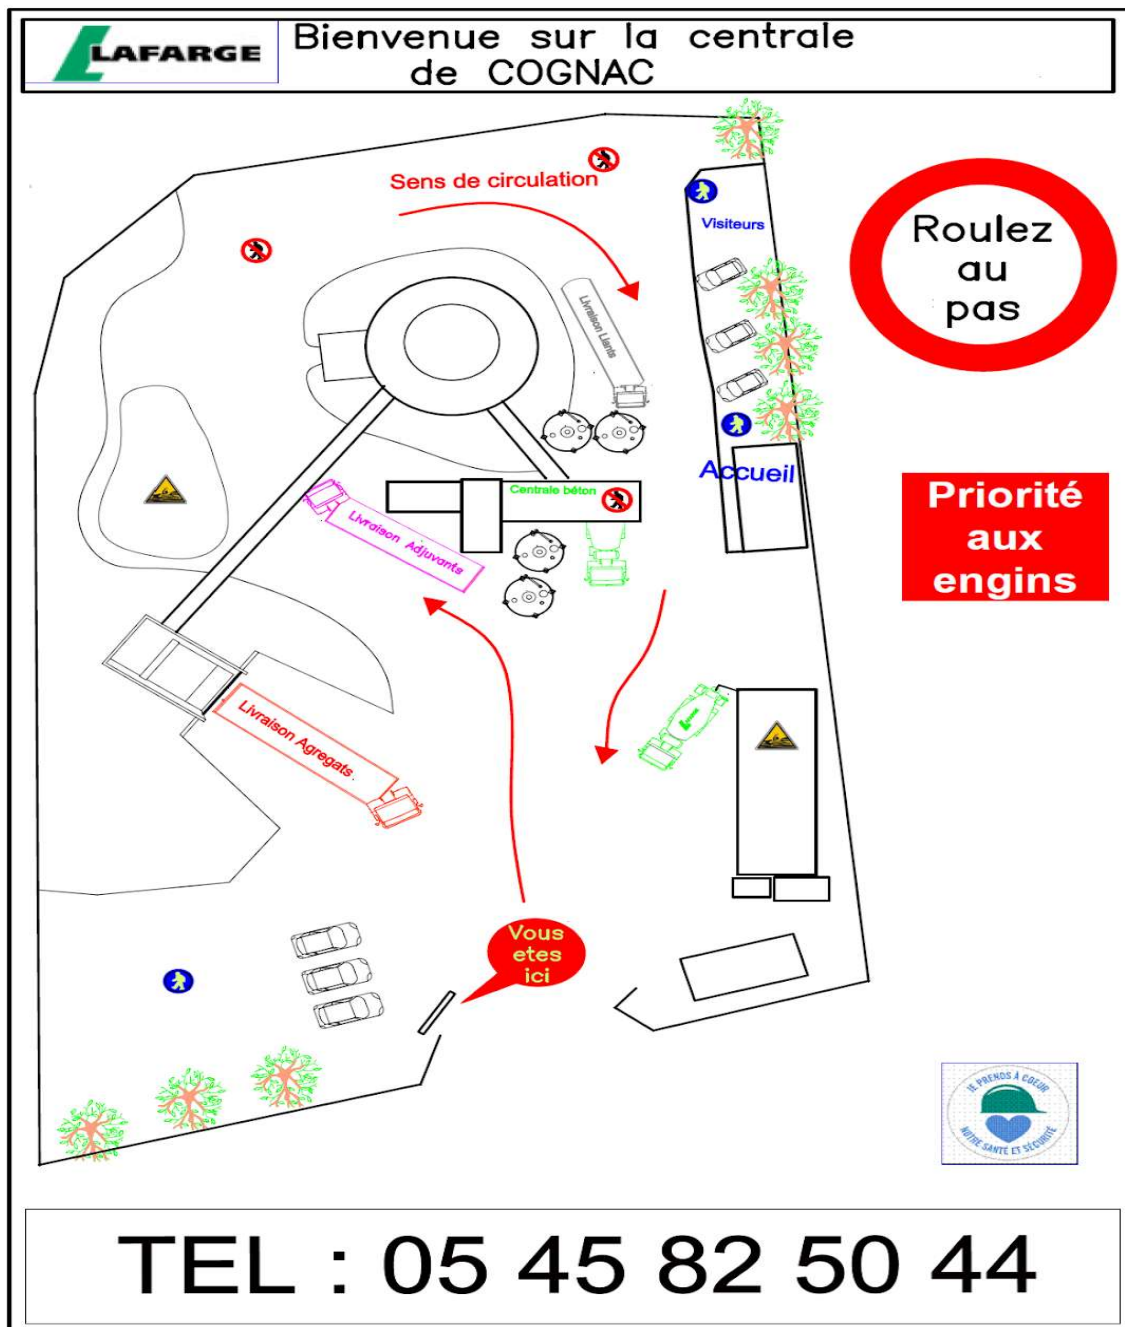 LAFARGE
Bienvenue sur la centrale
de COGNAC
Sens de circulation
Visiteurs
Roulez
au
pas
Livraison Liants
Accueil
Centrale béton
Livraison Adjuvants
Priorité
aux
engins
Livraison Agregats.
Vous
etes
ici
JE PRENDS À COEUR
NOTRE SANTÉ ET SÉCURITÉ
TEL : 05 45 82 50 44